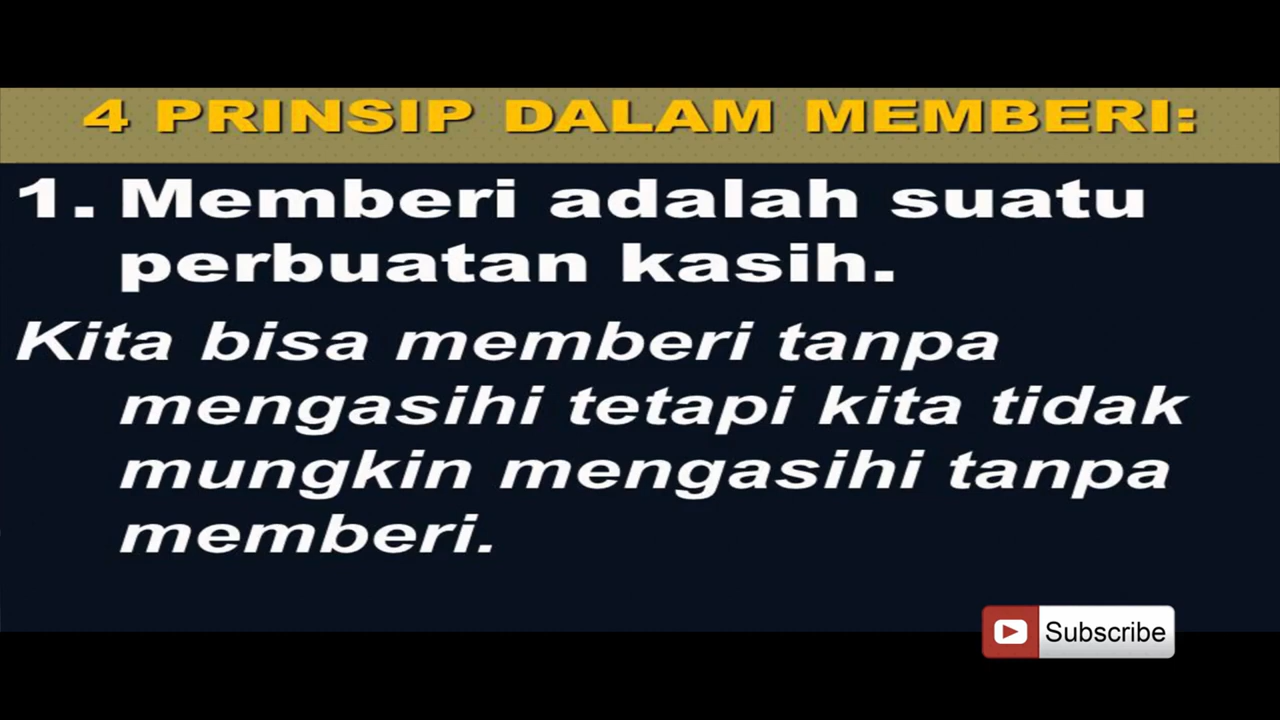 4 PRINSIP DALAM MEMBERI:
1. Memberi adalah suatu
perbuatan kasih.
Kita bisa memberi tanpa
mengasihi tetapi kita tidak
mungkin mengasihi tanpa
memberi.
Subscribe